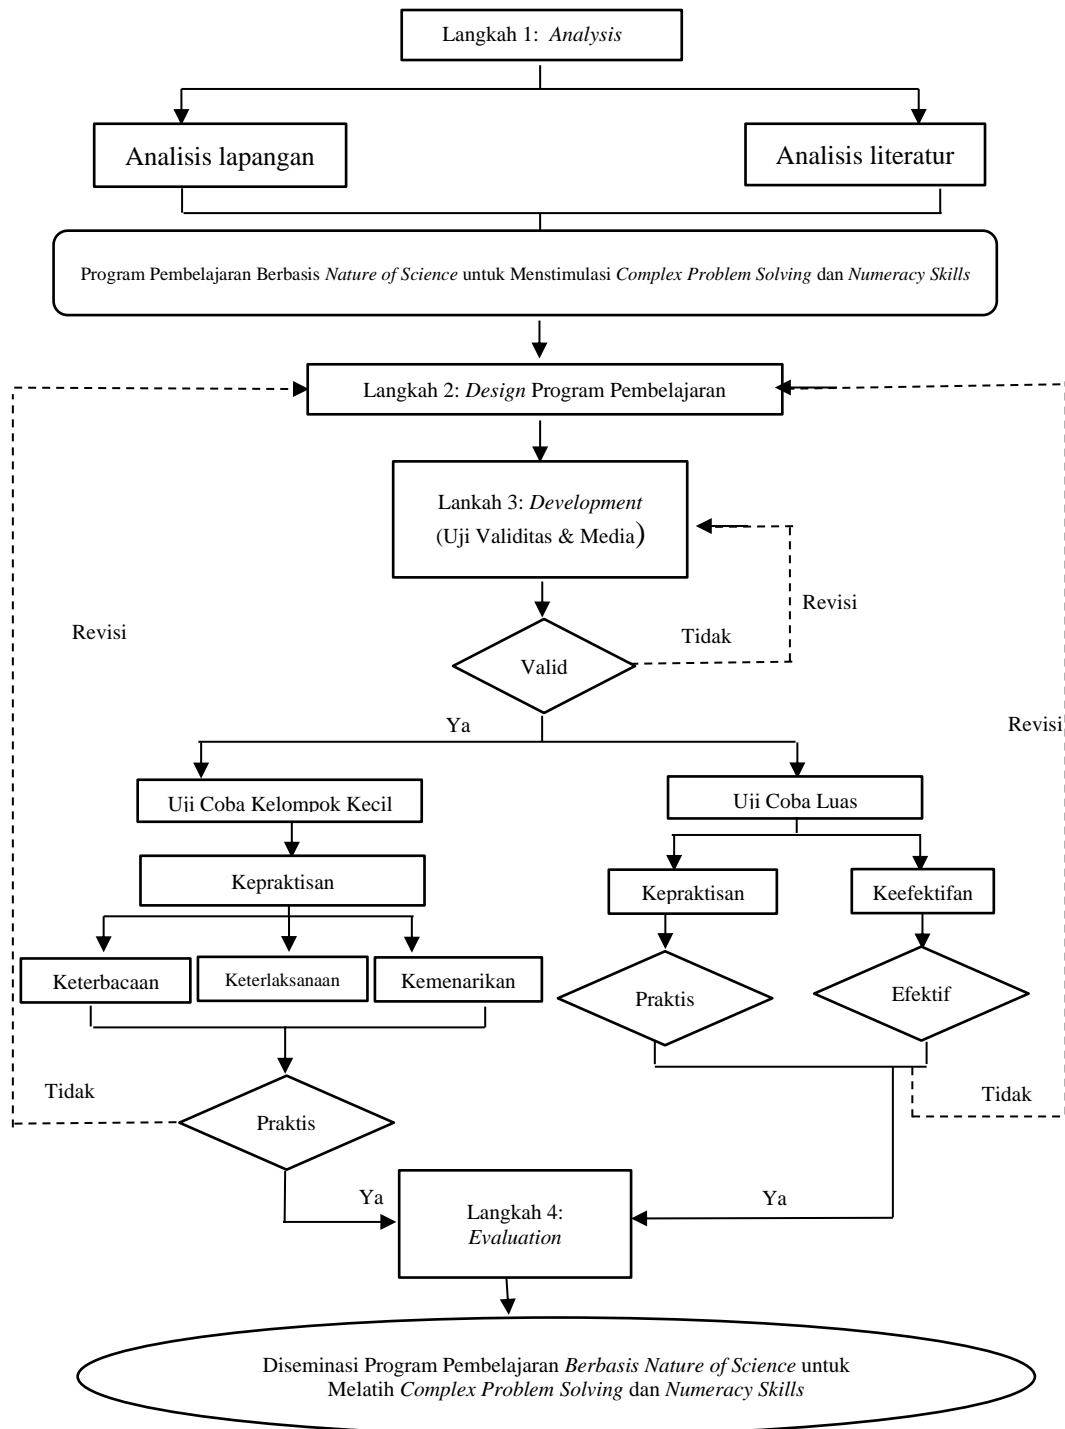 Langkah 1: Analysis
Analisis lapangan
Analisis literatur
Program Pembelajaran Berbasis Nature of Science untuk Menstimulasi Complex Problem Solving dan Numeracy Skills
Langkah 2: Design Program Pembelajaran
Lankah 3: Development
(Uji Validitas & Media)
Revisi
Revisi
Tidak
Valid
Ya
Revisi
Uji Coba Kelompok Kecil
Uji Coba Luas
Kepraktisan
Kepraktisan
Keefektifan
Keterbacaan
Keterlaksanaan
Kemenarikan
Praktis
Efektif
Tidak
Praktis
Tidak
Ya
Ya
Langkah 4:
Evaluation
Diseminasi Program Pembelajaran Berbasis Nature of Science untuk
Melatih Complex Problem Solving dan Numeracy Skills